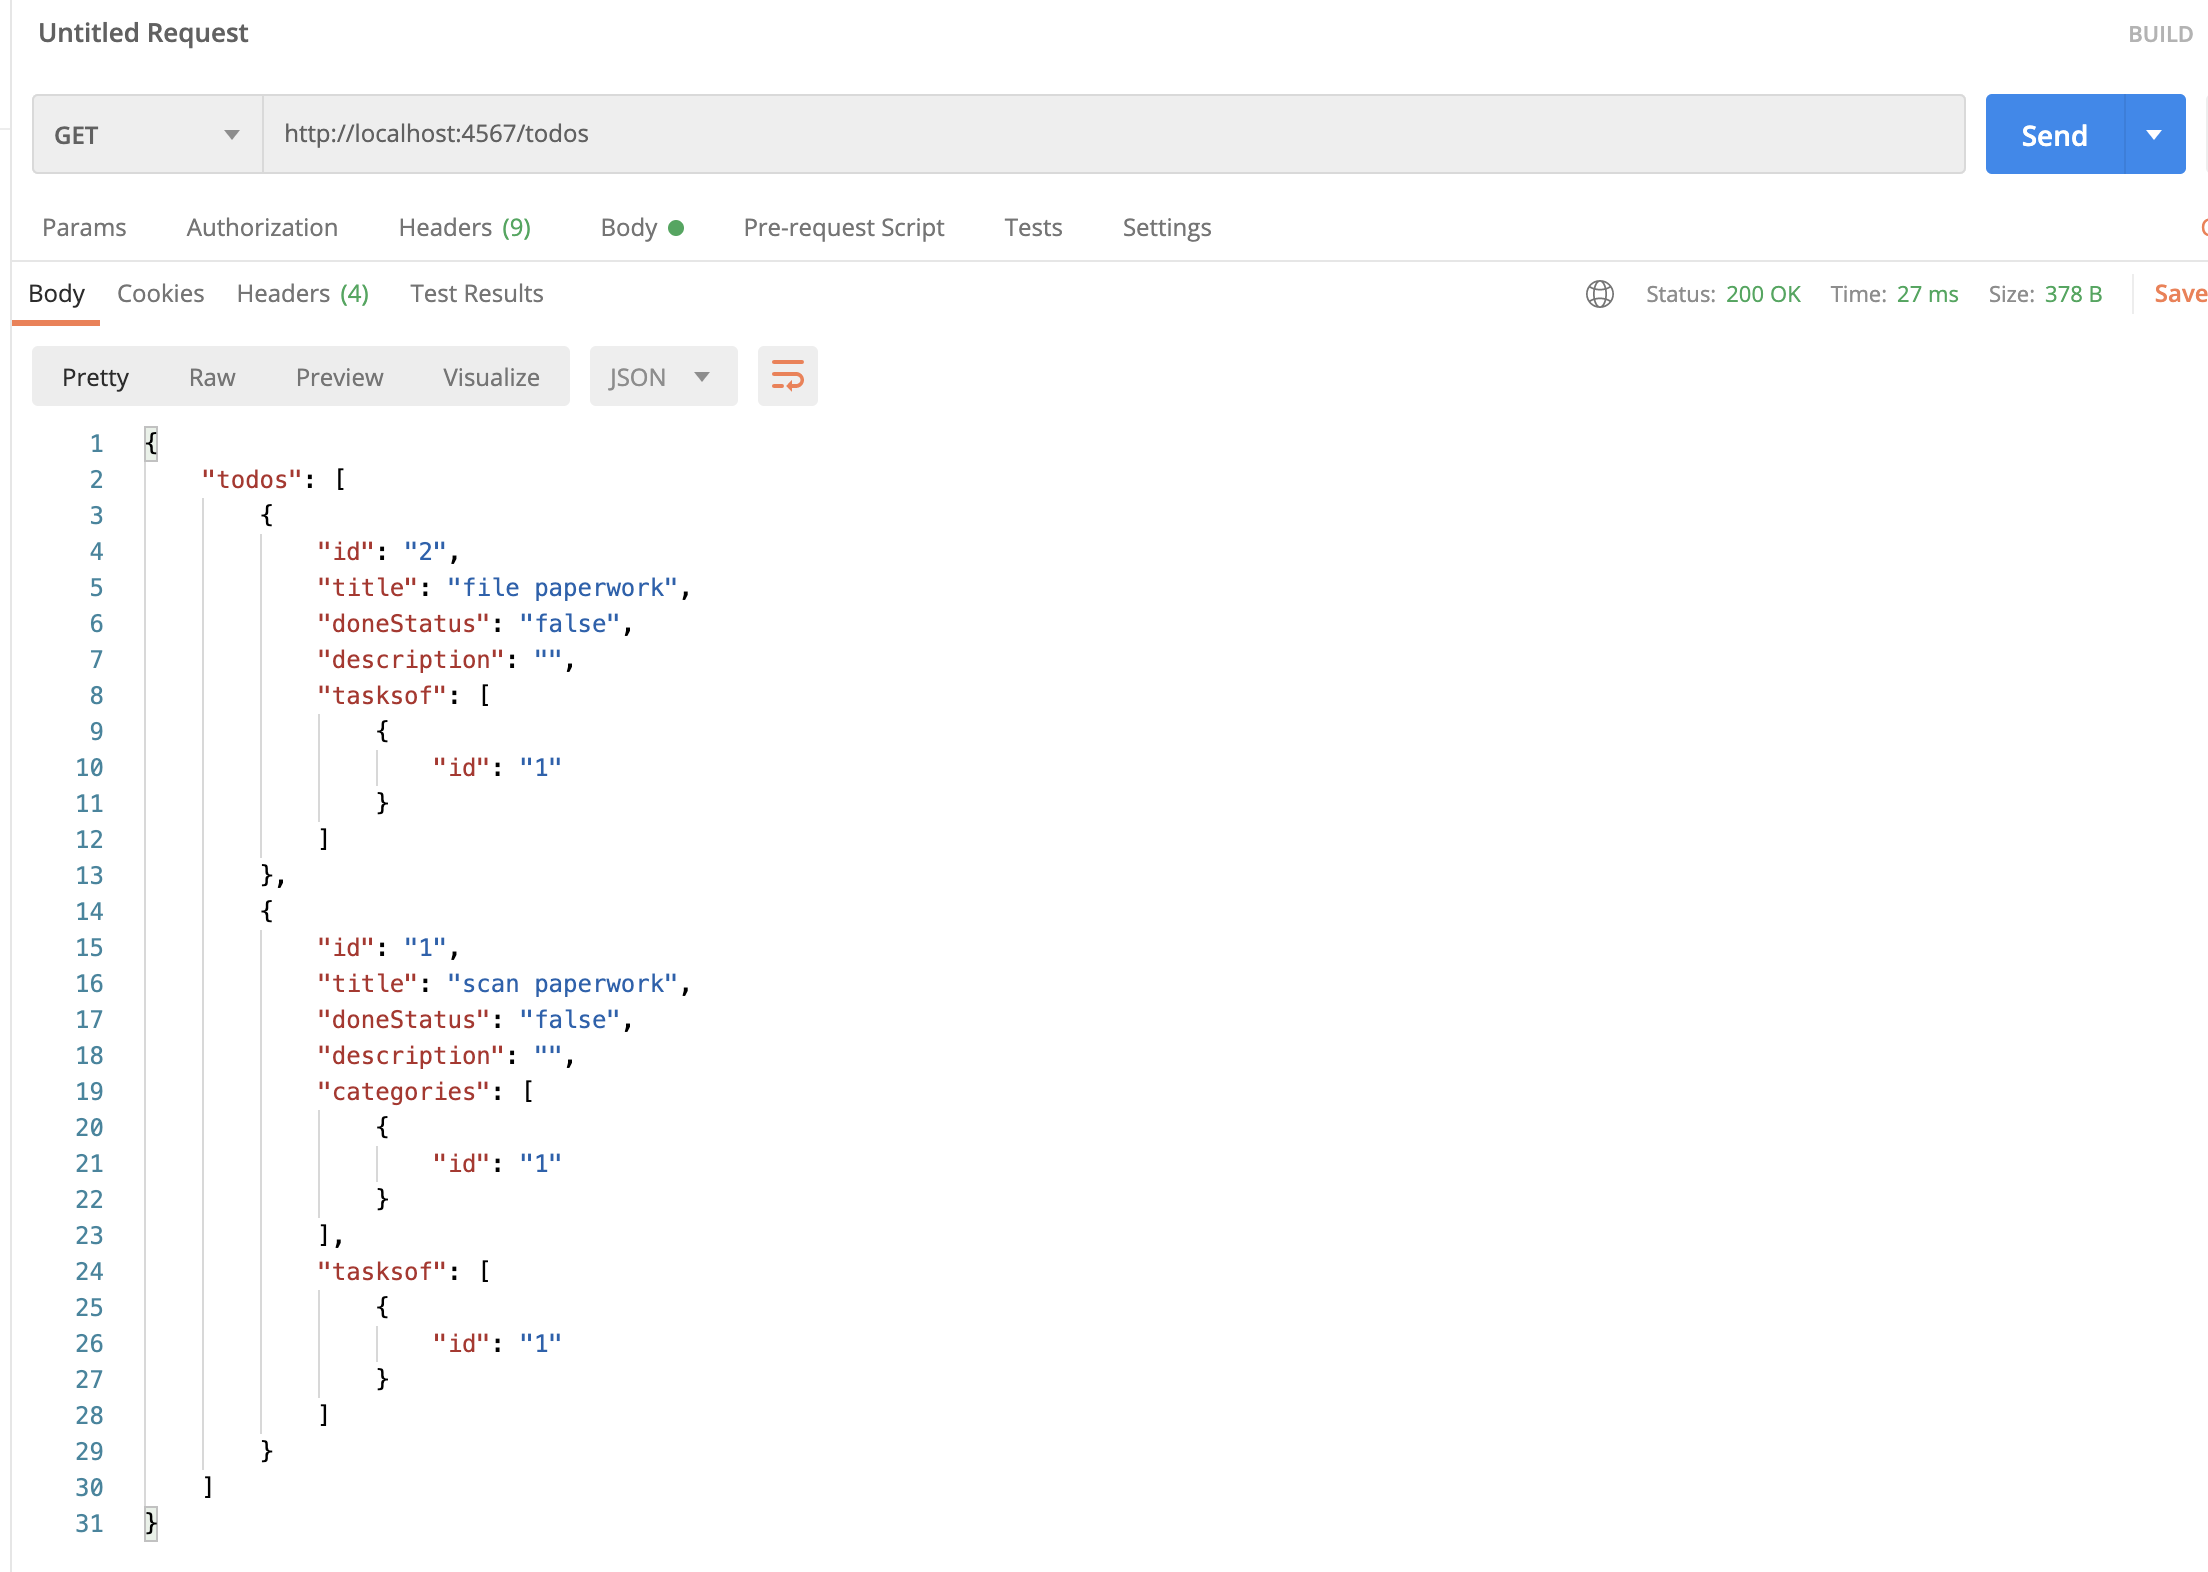 Untitled Request
BUILD
GET
http://localhost:4567/todos
Send
Params Authorization Headers (9) Body Pre-request Script Tests Settings
Body Cookies Headers (4) Test Results Status: 200 OK Time: 27 ms Size: 378 B Save
Pretty Raw Preview Visualize JSON
1 {
2 "todos": [
3 {
4 "id": "2",
5 "title": "file paperwork",
6 "doneStatus": "false",
7 "description": "",
8 "tasksof": [
9 {
10 "id": "1"
11 }
12 ]
13 },
14 {
15 "id": "1",
16 "title": "scan paperwork",
17 "doneStatus": "false",
18 "description": "",
19 "categories": [
20 {
21 "id": "1"
22 }
23 ],
24 "tasksof": [
25 {
26 "id": "1"
27 }
28 ]
29 }
30 ]
31 }